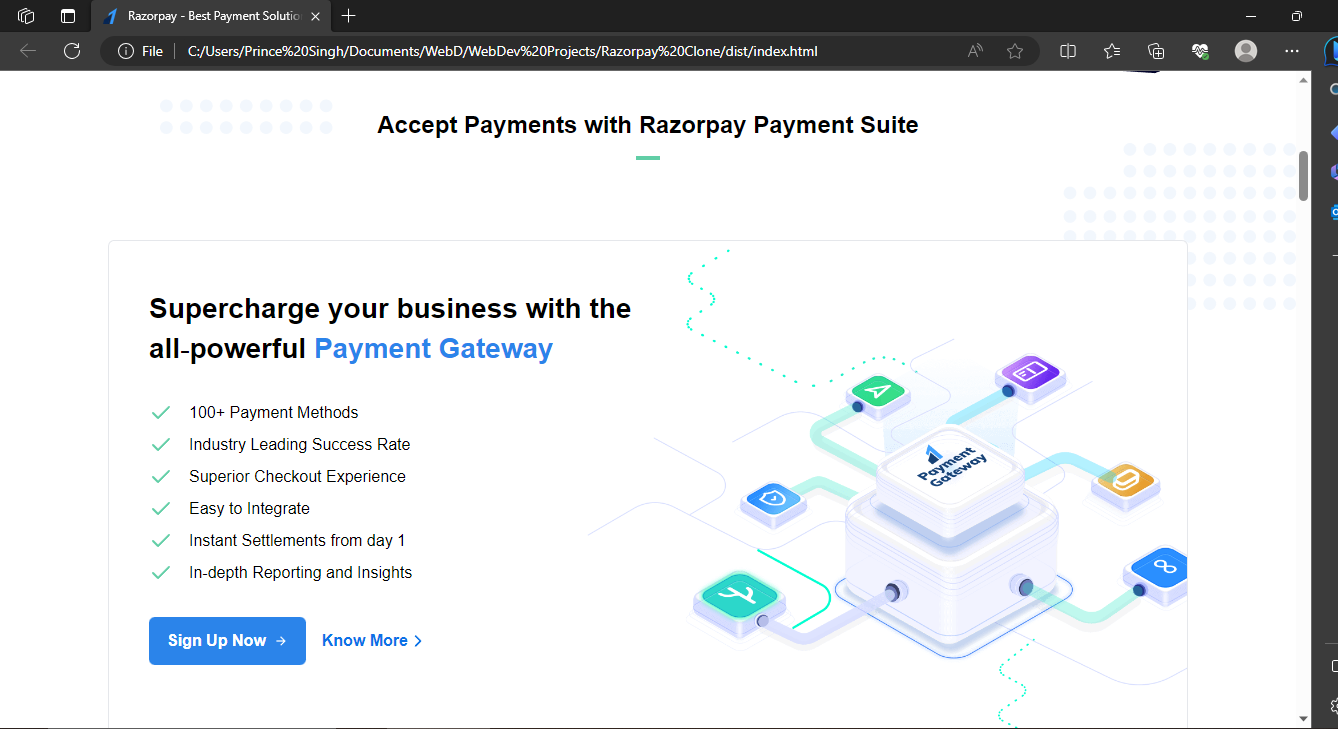 Razorpay - Best Payment Solutio
File
C:/Users/Prince%20Singh/Documents/WebD/WebDev%20Projects/Razorpay%20Clone/dist/index.html
Accept Payments with Razorpay Payment Suite
Supercharge your business with the
all-powerful Payment Gateway
100+ Payment Methods
Industry Leading Success Rate
Superior Checkout Experience
Easy to Integrate
Instant Settlements from day 1
In-depth Reporting and Insights
Sign Up Now
Know More
Payment
Gateway